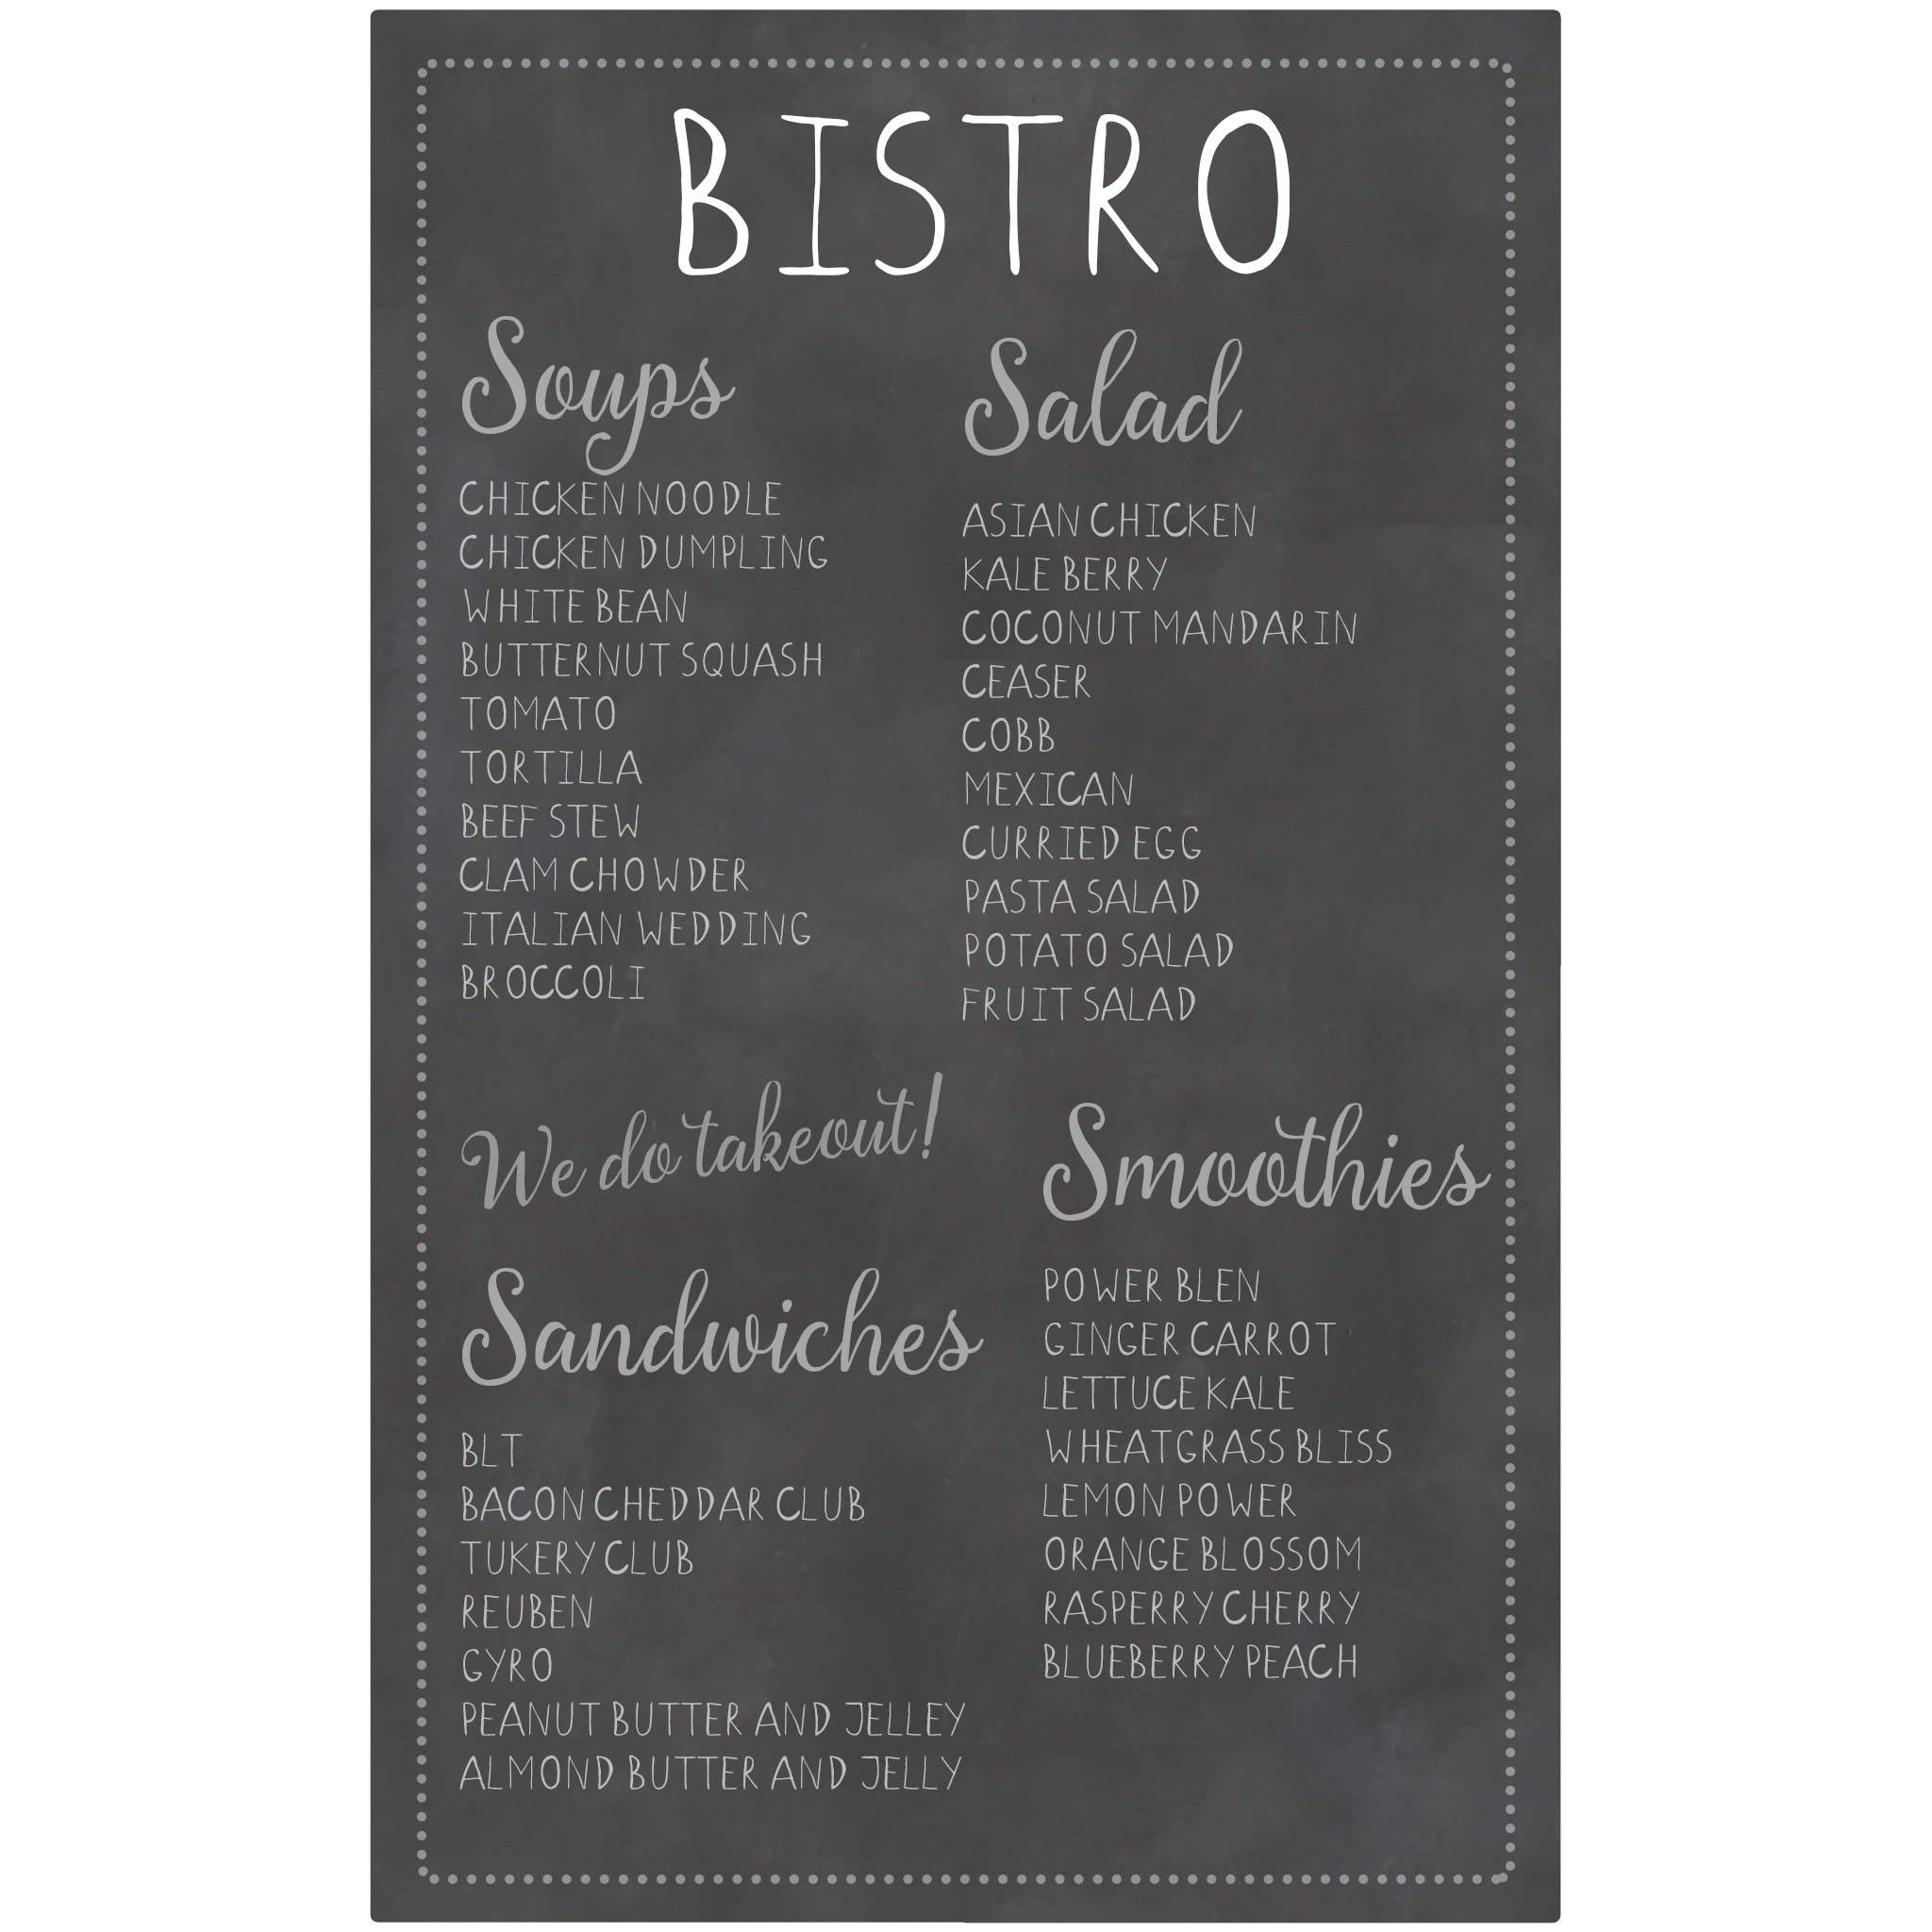 BISTRO
Soups
CHICKEN NOODLE
CHICKEN DUMPLING
WHITE BEAN
BUTTERNUT SQUASH
TOMATO
TORTILLA
BEEF STEW
CLAM CHOWDER
ITALIAN WEDDING
BROCCOLI
Salad
ASIAN CHICKEN
KALE BERRY
COCONUT MANDARIN
CEASER
COBB
MEXICAN
CURRIED EGG
PASTA SALAD
POTATO SALAD
FRUIT SALAD
We do takeout!
Sandwiches
BLT
BACON CHEDDAR CLUB
TUKERY CLUB
REUBEN
GYRO
PEANUT BUTTER AND JELLEY
ALMOND BUTTER AND JELLY
Smoothies
POWER BLEN
GINGER CARROT
LETTUCE KALE
WHEATGRASS BLISS
LEMON POWER
ORANGE BLOSSOM
RASPERRY CHERRY
BLUEBERRY PEACH